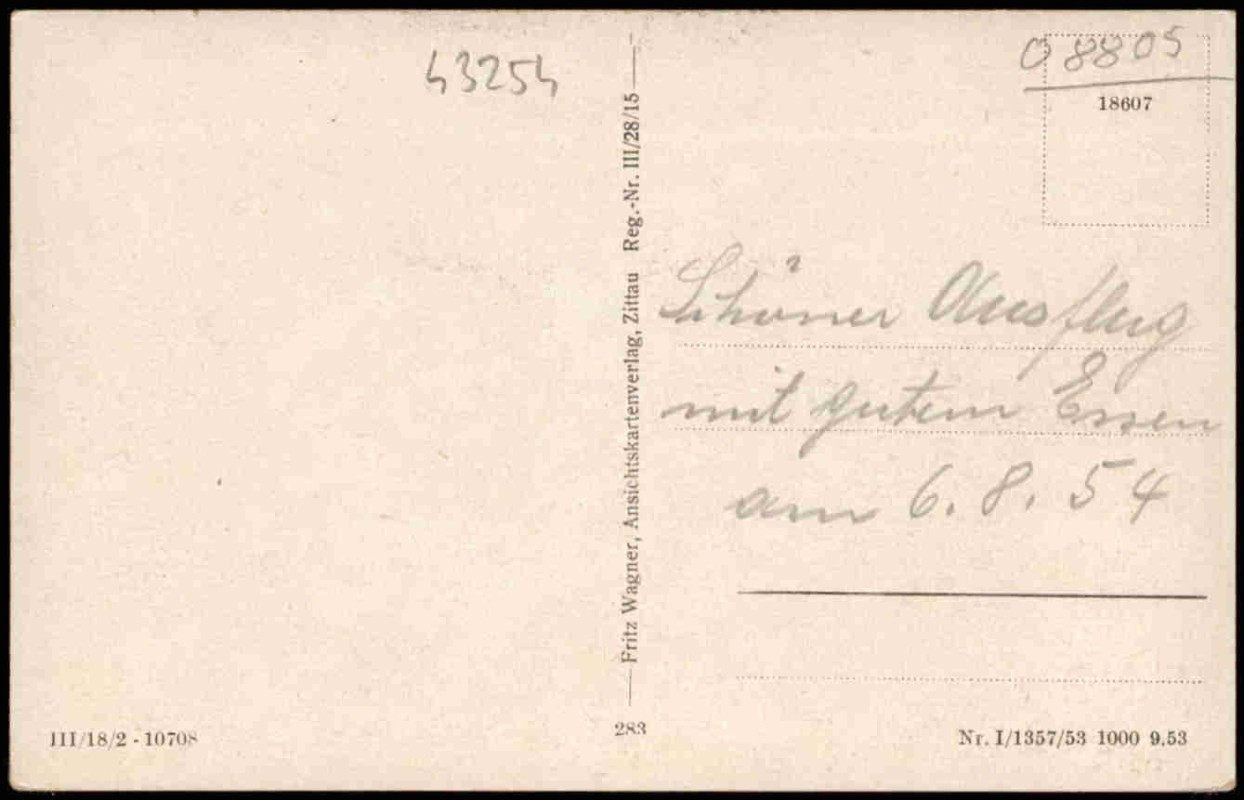 43254
08805
18607
Fritz Wagner, Ansichtskartenverlag, Zittau Reg.-Nr. III/28/15
Schöner Ausflug
mit gutem Essen
am 6. 8. 54
III/18/2 - 10708
283
Nr. I/1357/53 1000 9.53